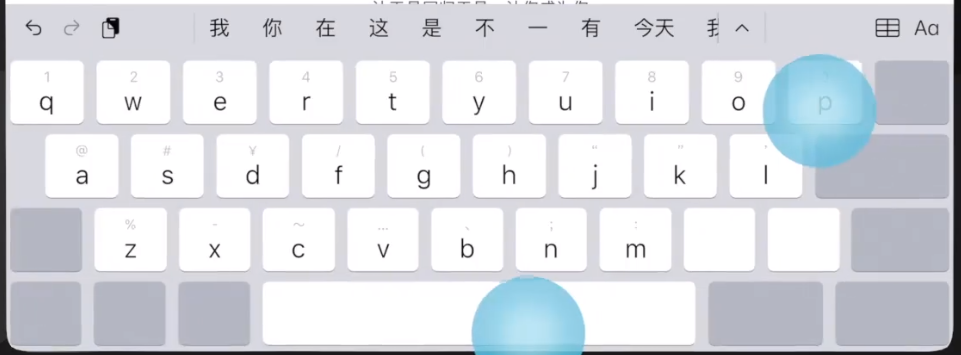 我 你 在 这 是 不 一 有 今天 Aa
1 2 3 4 5 6 7 8 9
q w e r t y u i o p
@ # ¥ / ( ) “ ” '
a s d f g h j k l
% - ～ … 、 ; :
z x c v b n m